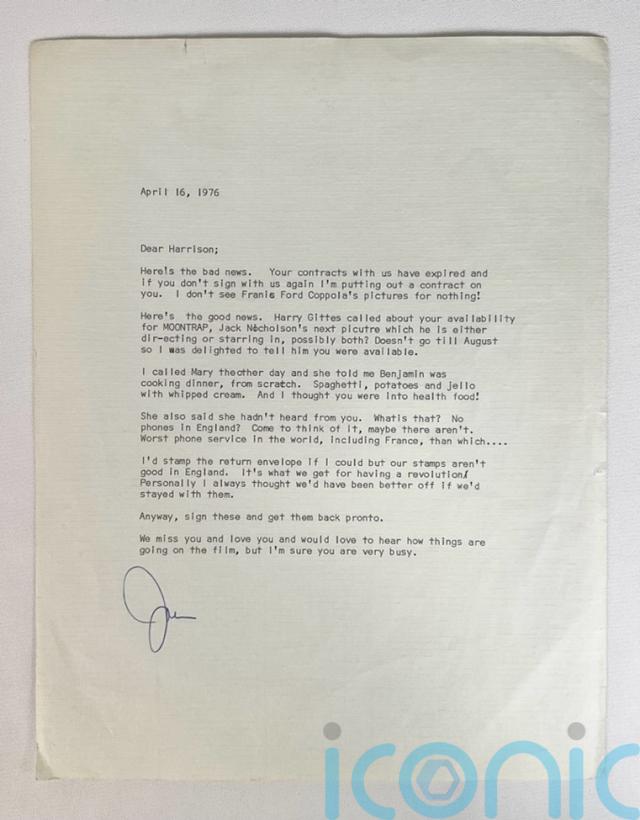 April 16, 1976
Dear Harrison;
Here's the bad news. Your contracts with us have expired and
if you don't sign with us again I'm putting out a contract on
you. I don't see Franis Ford Coppola's pictures for nothing!
Here's the good news. Harry Gittes called about your availability
for MOONTRAP, Jack Nicholson's next picutre which he is either
dir-ecting or starring in, possibly both? Doesn't go till August
so I was delighted to tell him you were available.
I called Mary theother day and she told me Benjamin was
cooking dinner, from scratch. Spaghetti, potatoes and jello
with whipped cream. And I thought you were into health food!
She also said she hadn't heard from you. Whatis that? No
phones in England? Come to think of it, maybe there aren't.
Worst phone service in the world, including France, than which....
I'd stamp the return envelope if I could but our stamps aren't
good in England. It's what we get for having a revolution!
Personally I always thought we'd have been better off if we'd
stayed with them.
Anyway, sign these and get them back pronto.
We miss you and love you and would love to hear how things are
going on the film, but I'm sure you are very busy.
iconic